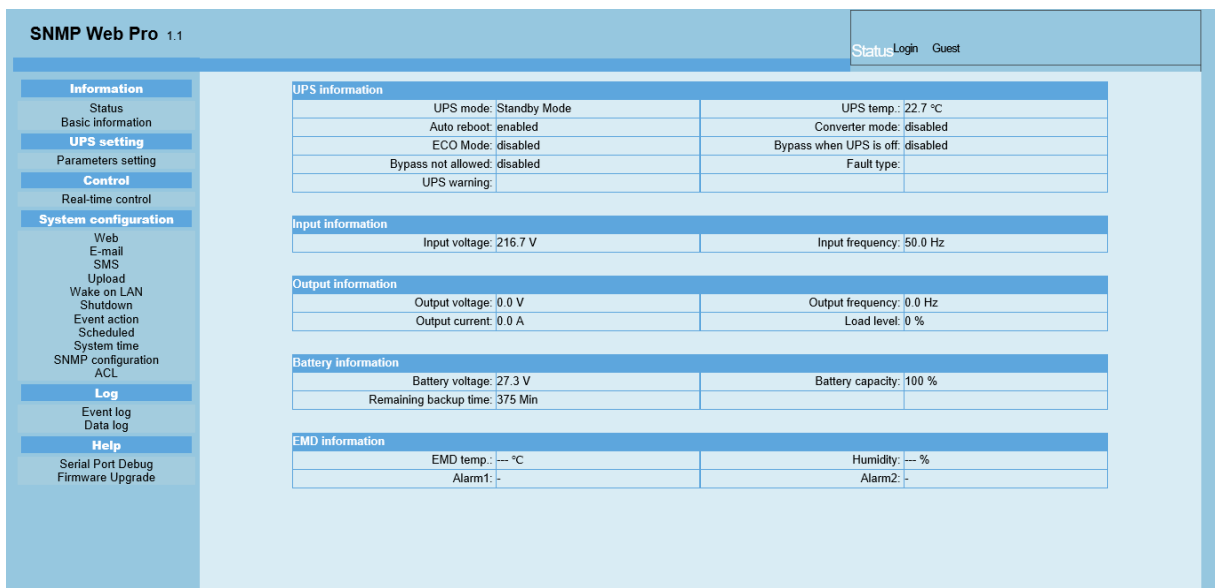 SNMP Web Pro 1.1
Status Login Guest
Information
Status
Basic information
UPS setting
Parameters setting
Control
Real-time control
System configuration
Web
E-mail
SMS
Upload
Wake on LAN
Shutdown
Event action
Scheduled
System time
SNMP configuration
ACL
Log
Event log
Data log
Help
Serial Port Debug
Firmware Upgrade
UPS information
UPS mode: Standby Mode UPS temp.: 22.7 °C
Auto reboot: enabled Converter mode: disabled
ECO Mode: disabled Bypass when UPS is off: disabled
Bypass not allowed: disabled Fault type:
UPS warning:
Input information
Input voltage: 216.7 V Input frequency: 50.0 Hz
Output information
Output voltage: 0.0 V Output frequency: 0.0 Hz
Output current: 0.0 A Load level: 0 %
Battery information
Battery voltage: 27.3 V Battery capacity: 100 %
Remaining backup time: 375 Min
EMD information
EMD temp.: --- °C Humidity: --- %
Alarm1: - Alarm2: -